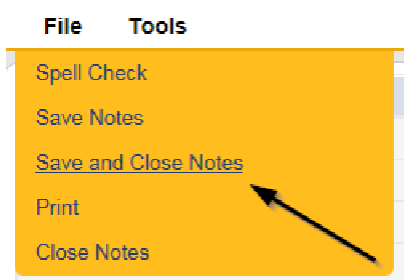 File Tools
Spell Check
Save Notes
Save and Close Notes
Print
Close Notes